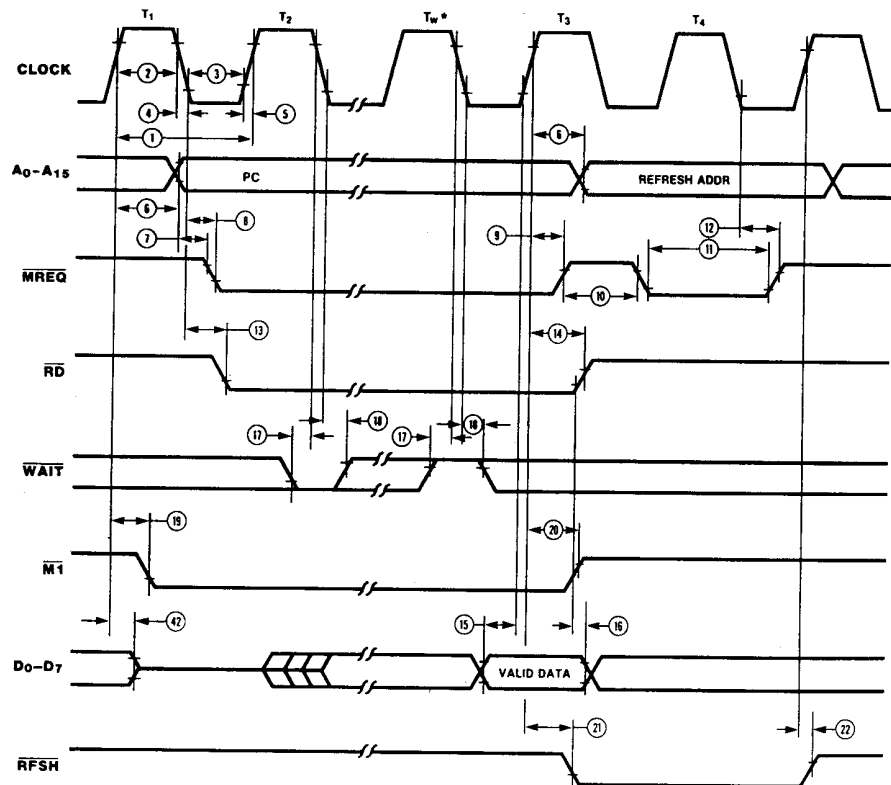 T1 T2 Tw* T3 T4
CLOCK
2 3
4 5
1 6
A0–A15 PC REFRESH ADDR
6 8 12
7 9 11
MREQ 10
13 14
RD
17 18 17 18
WAIT
19 20
M1
42 15 16
D0–D7 VALID DATA
21 22
RFSH